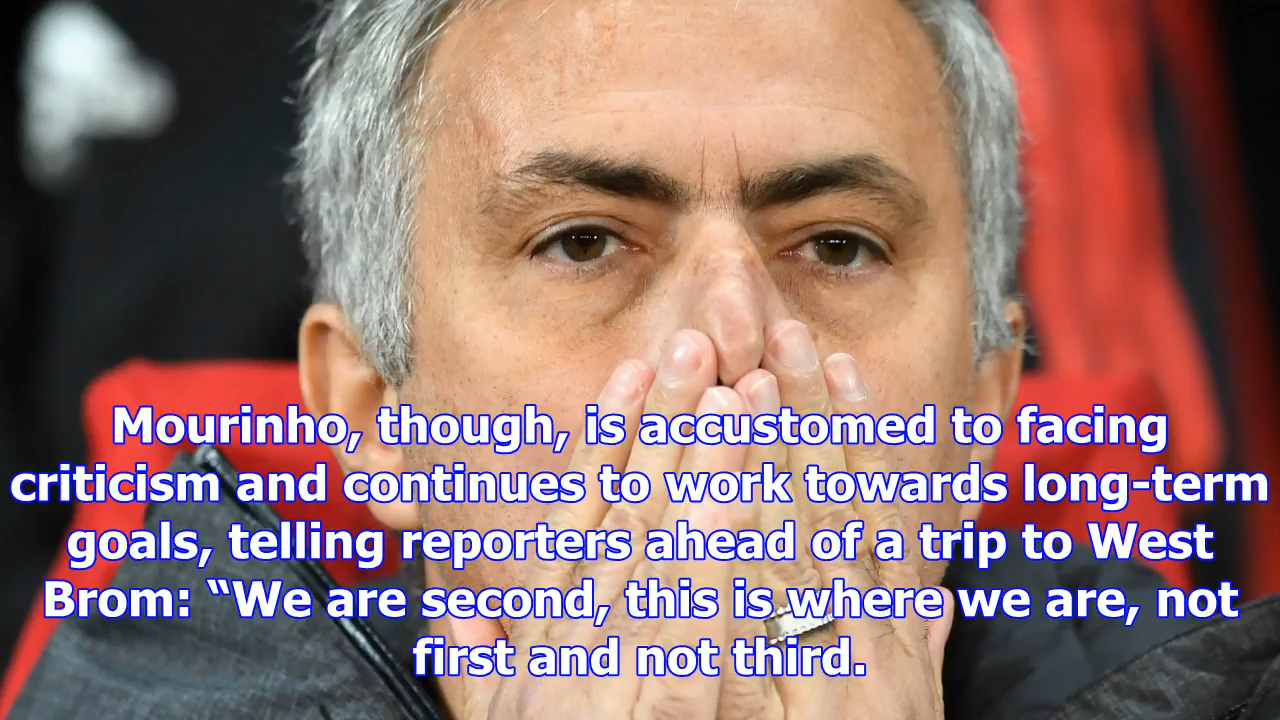 Mourinho, though, is accustomed to facing
criticism and continues to work towards long-term
goals, telling reporters ahead of a trip to West
Brom: “We are second, this is where we are, not
first and not third.